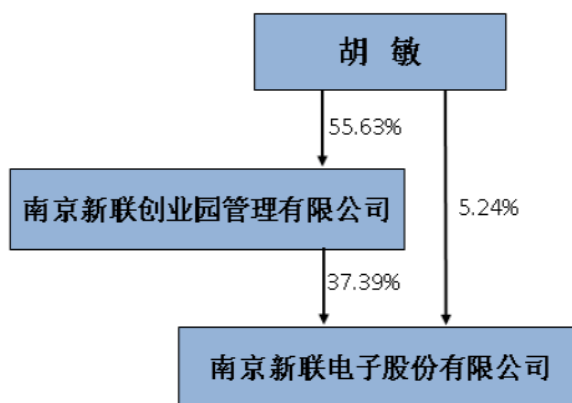 胡 敏
55.63%
南京新联创业园管理有限公司
5.24%
37.39%
南京新联电子股份有限公司